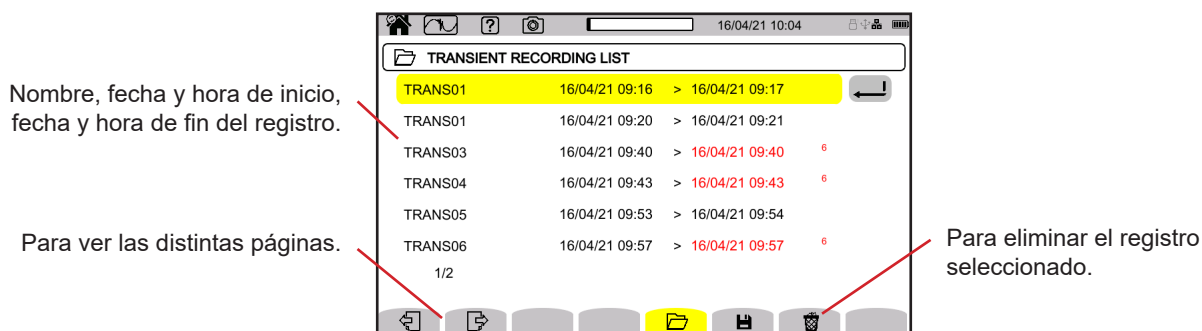 16/04/21 10:04
TRANSIENT RECORDING LIST
Nombre, fecha y hora de inicio,
fecha y hora de fin del registro.
TRANS01 16/04/21 09:16 > 16/04/21 09:17
TRANS01 16/04/21 09:20 > 16/04/21 09:21
TRANS03 16/04/21 09:40 > 16/04/21 09:40 6
TRANS04 16/04/21 09:43 > 16/04/21 09:43 6
TRANS05 16/04/21 09:53 > 16/04/21 09:54
TRANS06 16/04/21 09:57 > 16/04/21 09:57 6
1/2
Para ver las distintas páginas.
Para eliminar el registro
seleccionado.